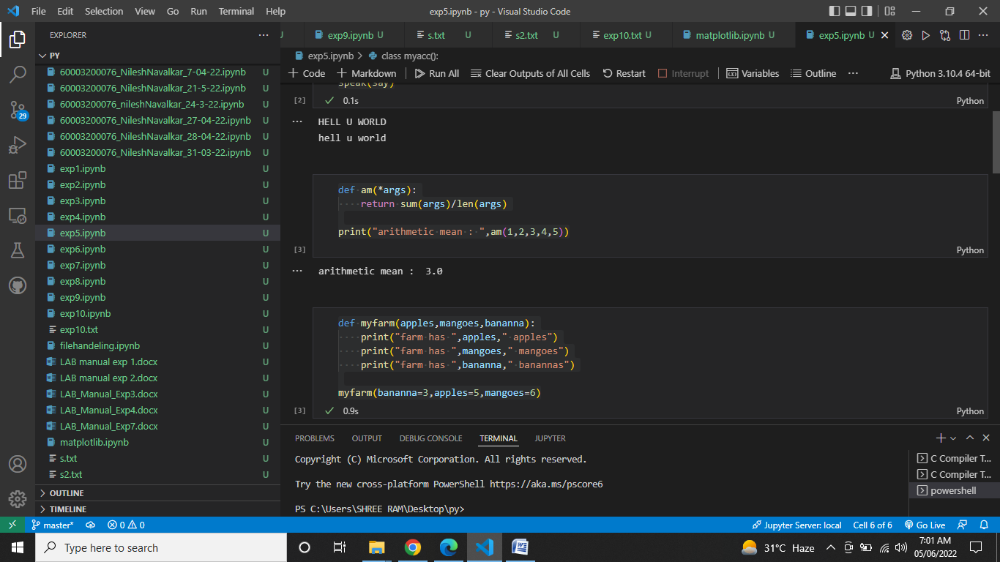 File Edit Selection View Go Run Terminal Help exp5.ipynb - py - Visual Studio Code
EXPLORER
PY
60003200076_NileshNavalkar_7-04-22.ipynb U
60003200076_NileshNavalkar_21-5-22.ipynb U
60003200076_nileshNavalkar_24-3-22.ipynb U
60003200076_NileshNavalkar_27-04-22.ipynb U
60003200076_NileshNavalkar_28-04-22.ipynb U
60003200076_NileshNavalkar_31-03-22.ipynb U
exp1.ipynb U
exp2.ipynb U
exp3.ipynb U
exp4.ipynb U
exp5.ipynb U
exp6.ipynb U
exp7.ipynb U
exp8.ipynb U
exp9.ipynb U
exp10.ipynb U
exp10.txt U
filehandeling.ipynb U
LAB manual exp 1.docx U
LAB manual exp 2.docx U
LAB_Manual_Exp3.docx U
LAB_Manual_Exp4.docx U
LAB_Manual_Exp7.docx U
matplotlib.ipynb U
s.txt U
s2.txt U
OUTLINE
TIMELINE
U exp9.ipynb U s.txt U s2.txt U exp10.txt U matplotlib.ipynb U exp5.ipynb U
exp5.ipynb > class myacc():
Code Markdown Run All Clear Outputs of All Cells Restart Interrupt Variables Outline Python 3.10.4 64-bit
speak(say)
[2] 0.1s Python
HELL U WORLD
hell u world
def am(*args):
return sum(args)/len(args)
print("arithmetic mean : ",am(1,2,3,4,5))
[3] Python
arithmetic mean :  3.0
def myfarm(apples,mangoes,bananna):
print("farm has ",apples," apples")
print("farm has ",mangoes," mangoes")
print("farm has ",bananna," banannas")
myfarm(bananna=3,apples=5,mangoes=6)
[3] 0.9s Python
PROBLEMS OUTPUT DEBUG CONSOLE TERMINAL JUPYTER
Copyright (C) Microsoft Corporation. All rights reserved.
Try the new cross-platform PowerShell https://aka.ms/pscore6
PS C:\Users\SHREE RAM\Desktop\py>
C Compiler T...
C Compiler T...
powershell
29
master* 0 0 Jupyter Server: local Cell 6 of 6 Go Live
Type here to search 31°C Haze 7:01 AM
05/06/2022